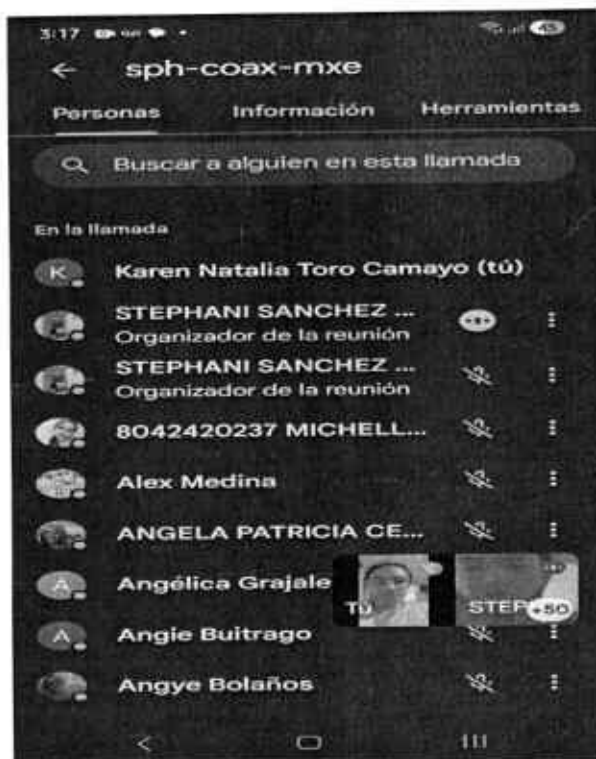 3:17
45
← sph-coax-mxe
Personas Información Herramientas
Buscar a alguien en esta llamada
En la llamada
K Karen Natalia Toro Camayo (tú)
STEPHANI SANCHEZ ...
Organizador de la reunión
STEPHANI SANCHEZ ...
Organizador de la reunión
8042420237 MICHELL...
Alex Medina
ANGELA PATRICIA CE...
A Angélica Grajale
Tú STEP +50
A Angie Buitrago
Angye Bolaños